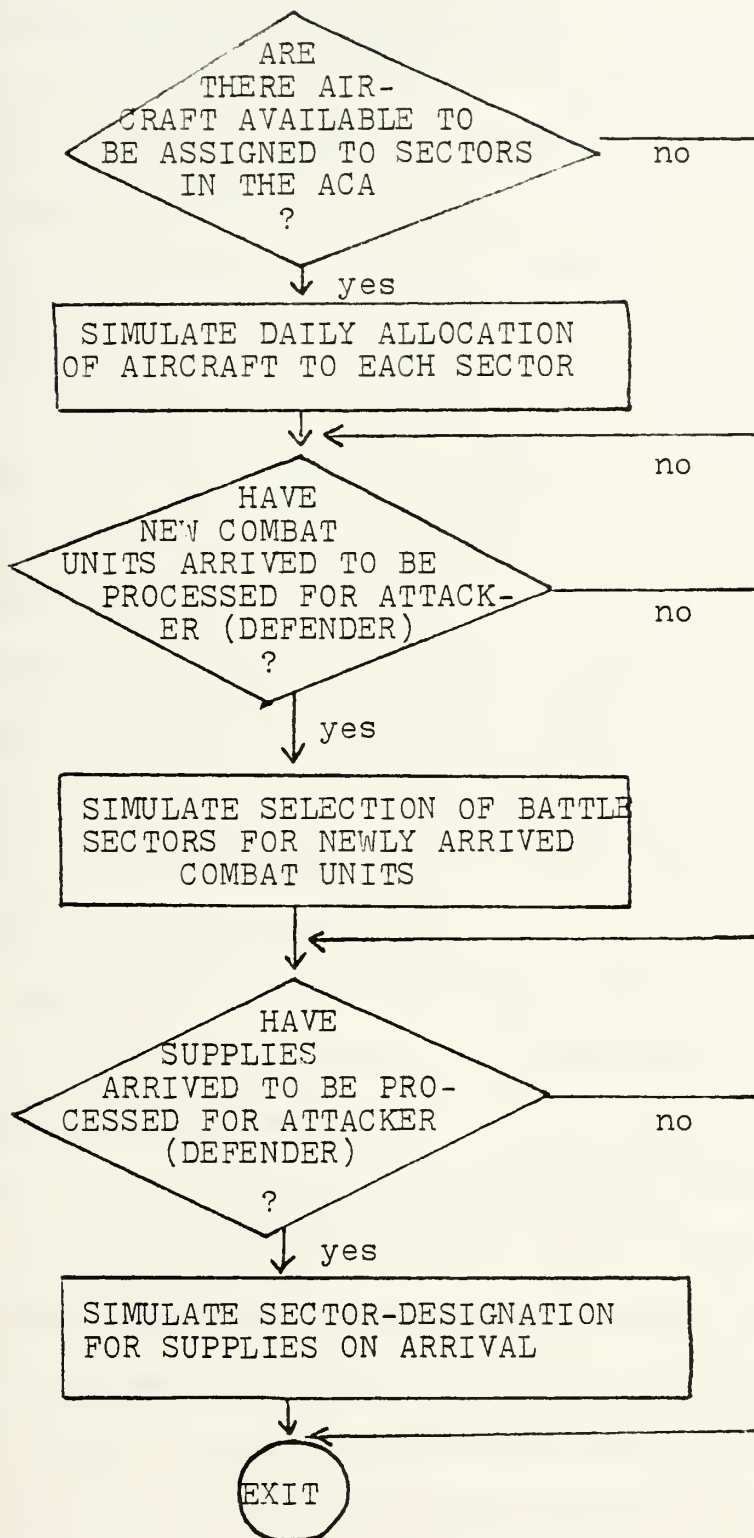 ARE
THERE AIR-
CRAFT AVAILABLE TO
BE ASSIGNED TO SECTORS
IN THE ACA
?
no
yes
SIMULATE DAILY ALLOCATION
OF AIRCRAFT TO EACH SECTOR
no
HAVE
NEW COMBAT
UNITS ARRIVED TO BE
PROCESSED FOR ATTACK-
ER (DEFENDER)
?
no
yes
SIMULATE SELECTION OF BATTLE
SECTORS FOR NEWLY ARRIVED
COMBAT UNITS
HAVE
SUPPLIES
ARRIVED TO BE PRO-
CESSED FOR ATTACKER
(DEFENDER)
?
no
yes
SIMULATE SECTOR-DESIGNATION
FOR SUPPLIES ON ARRIVAL
EXIT